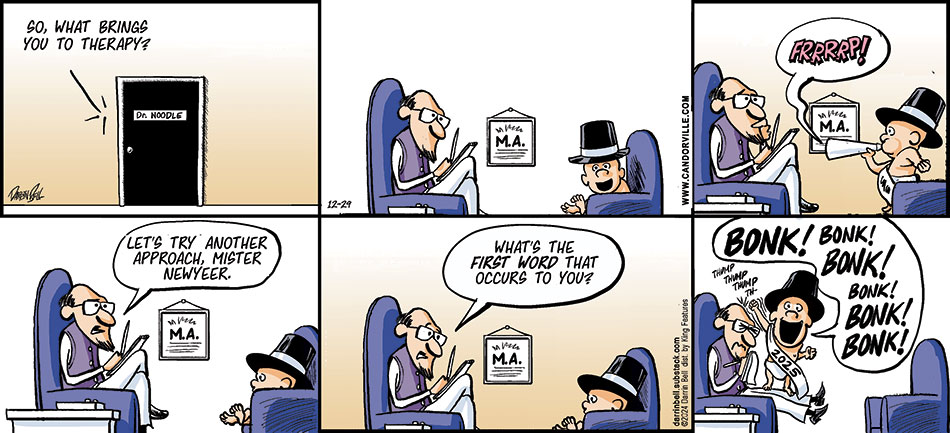 SO, WHAT BRINGS
YOU TO THERAPY?
Dr. NOODLE
M.A.
12-29
WWW.CANDORVILLE.COM
FRRRRP!
M.A.
LET'S TRY ANOTHER
APPROACH, MISTER
NEWYEER.
M.A.
WHAT'S THE
FIRST WORD THAT
OCCURS TO YOU?
M.A.
darrinbell.substack.com
©2024 Darrin Bell dist. by King Features
BONK! BONK!
BONK!
BONK!
BONK!
BONK!
THUMP
THUMP
THUMP
TH-
2025